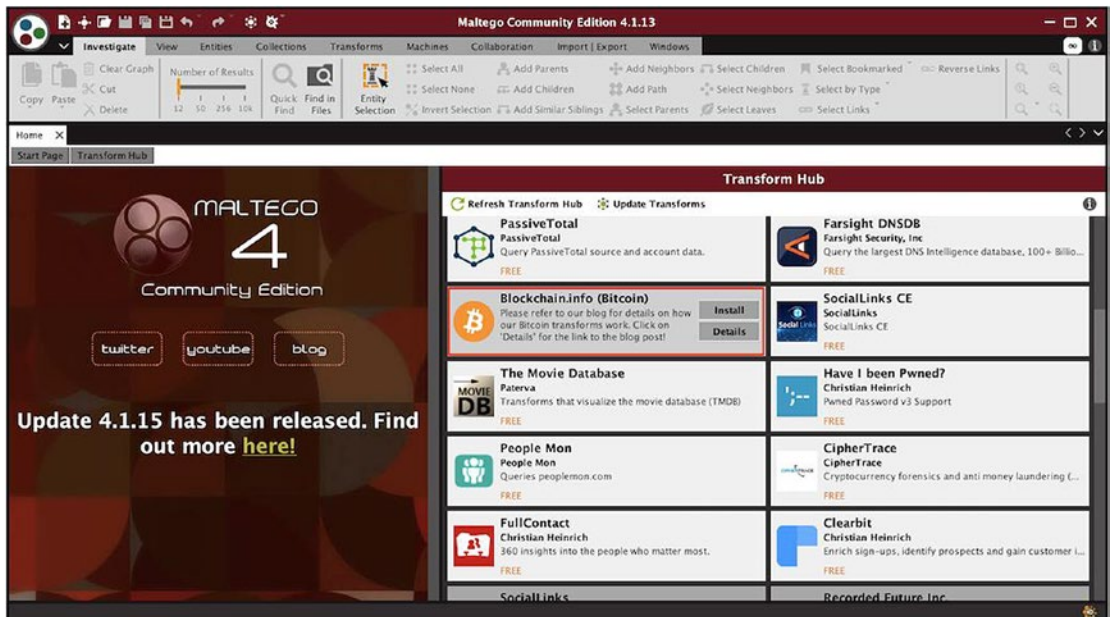 Maltego Community Edition 4.1.13
Investigate View Entities Collections Transforms Machines Collaboration Import | Export Windows
Copy Paste Clear Graph Cut Delete
Number of Results
12 50 256 10k
Quick Find
Find in Files
Entity Selection
Select All Add Parents Add Neighbors Select Children Select Bookmarked Reverse Links
Select None Add Children Add Path Select Neighbors Select by Type
Invert Selection Add Similar Siblings Select Parents Select Leaves Select Links
Home X
Start Page Transform Hub
MALTEGO
4
Community Edition
twitter youtube blog
Update 4.1.15 has been released. Find
out more here!
Transform Hub
Refresh Transform Hub Update Transforms
PassiveTotal
PassiveTotal
Query PassiveTotal source and account data.
FREE
Farsight DNSDB
Farsight Security, Inc
Query the largest DNS Intelligence database, 100+ Billio...
FREE
Blockchain.info (Bitcoin)
Please refer to our blog for details on how
our Bitcoin transforms work. Click on
'Details' for the link to the blog post!
Install
Details
SocialLinks CE
SocialLinks
SocialLinks CE
FREE
Social Links
The Movie Database
Paterva
Transforms that visualize the movie database (TMDB)
FREE
MOVIE
DB
Have I been Pwned?
Christian Heinrich
Pwned Password v3 Support
FREE
People Mon
People Mon
Queries peoplemon.com
FREE
CipherTrace
CipherTrace
Cryptocurrency forensics and anti money laundering (...
FREE
FullContact
Christian Heinrich
360 insights into the people who matter most.
FREE
Clearbit
Christian Heinrich
Enrich sign-ups, identify prospects and gain customer i...
FREE
SocialLinks
Recorded Future Inc.